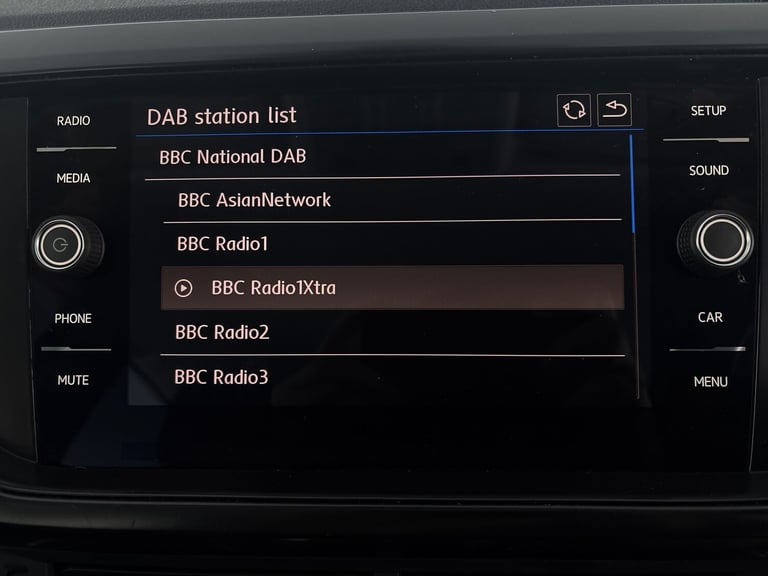 RADIO
MEDIA
PHONE
MUTE
DAB station list
BBC National DAB
BBC AsianNetwork
BBC Radio1
BBC Radio1Xtra
BBC Radio2
BBC Radio3
SETUP
SOUND
CAR
MENU